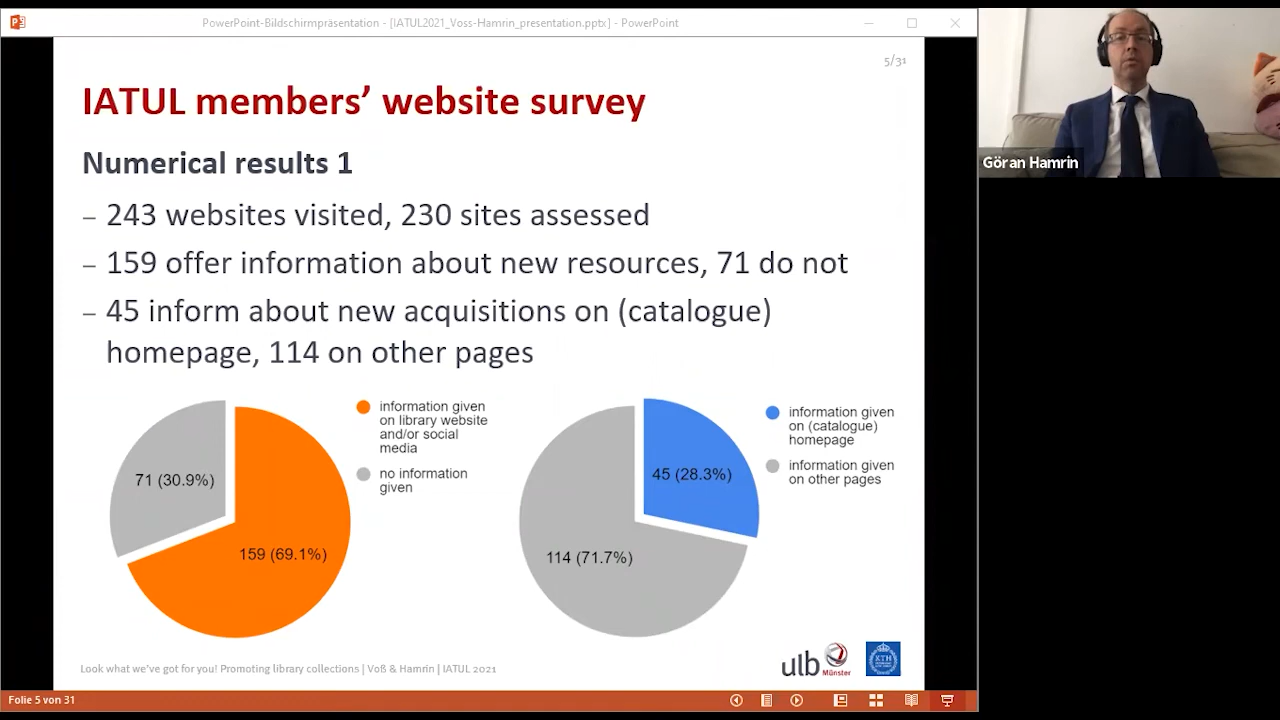 PowerPoint-Bildschirmpräsentation - [IATUL2021_Voss-Hamrin_presentation.pptx] - PowerPoint
5/31
IATUL members’ website survey
Numerical results 1
– 243 websites visited, 230 sites assessed
– 159 offer information about new resources, 71 do not
– 45 inform about new acquisitions on (catalogue)
homepage, 114 on other pages
information given
on library website
and/or social
media
no information
given
71 (30.9%)
159 (69.1%)
information given
on (catalogue)
homepage
information given
on other pages
45 (28.3%)
114 (71.7%)
Look what we’ve got for you! Promoting library collections | Voß & Hamrin | IATUL 2021
ulb Münster
KTH
Folie 5 von 31
Göran Hamrin